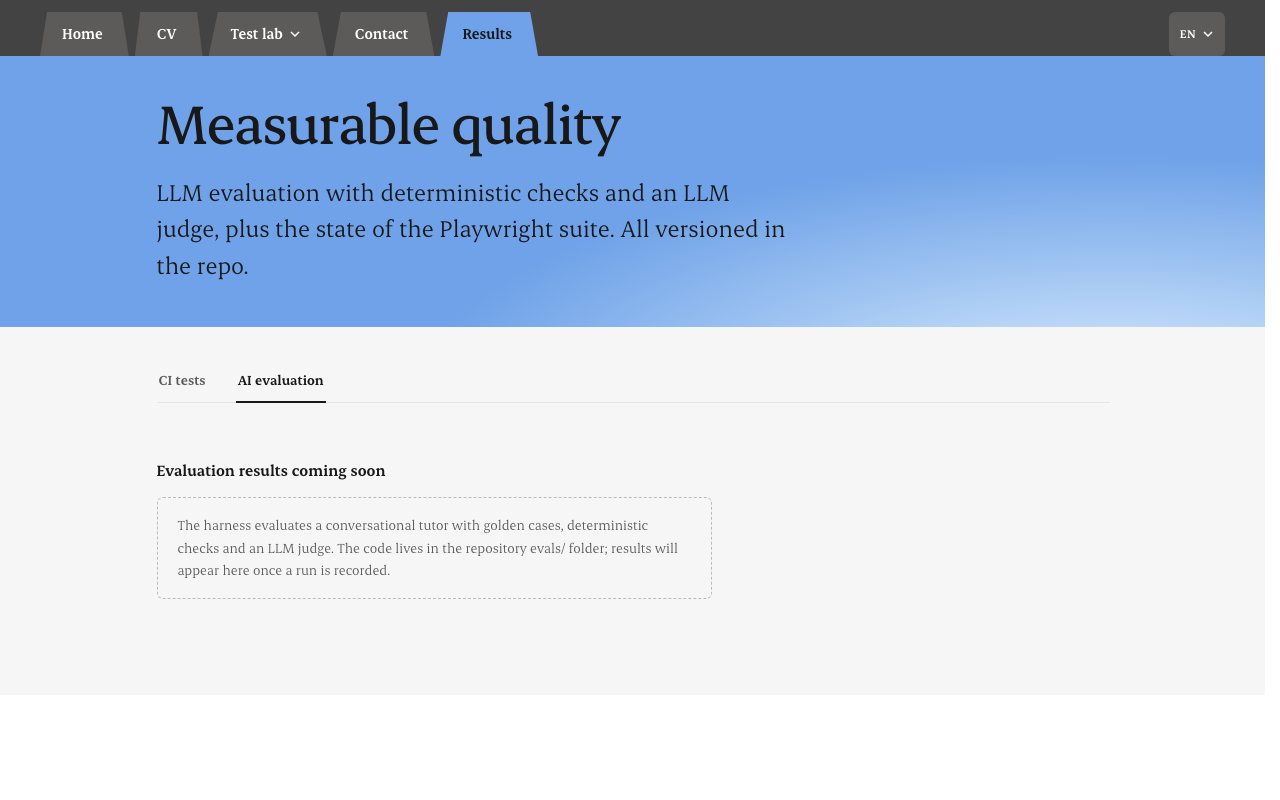 Home
CV
Test lab
Contact
Results
EN
Measurable quality
LLM evaluation with deterministic checks and an LLM
judge, plus the state of the Playwright suite. All versioned in
the repo.
CI tests
AI evaluation
Evaluation results coming soon
The harness evaluates a conversational tutor with golden cases, deterministic
checks and an LLM judge. The code lives in the repository evals/ folder; results will
appear here once a run is recorded.